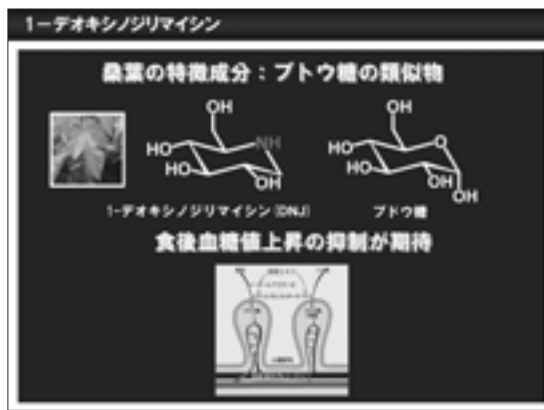 1-デオキシノジリマイシン
桑葉の特徴成分:ブドウ糖の類似物
OH
NH
HO
HO
OH
OH
O
HO
HO
OH
OH
1-デオキシノジリマイシン(DNJ)
ブドウ糖
食後血糖値上昇の抑制が期待